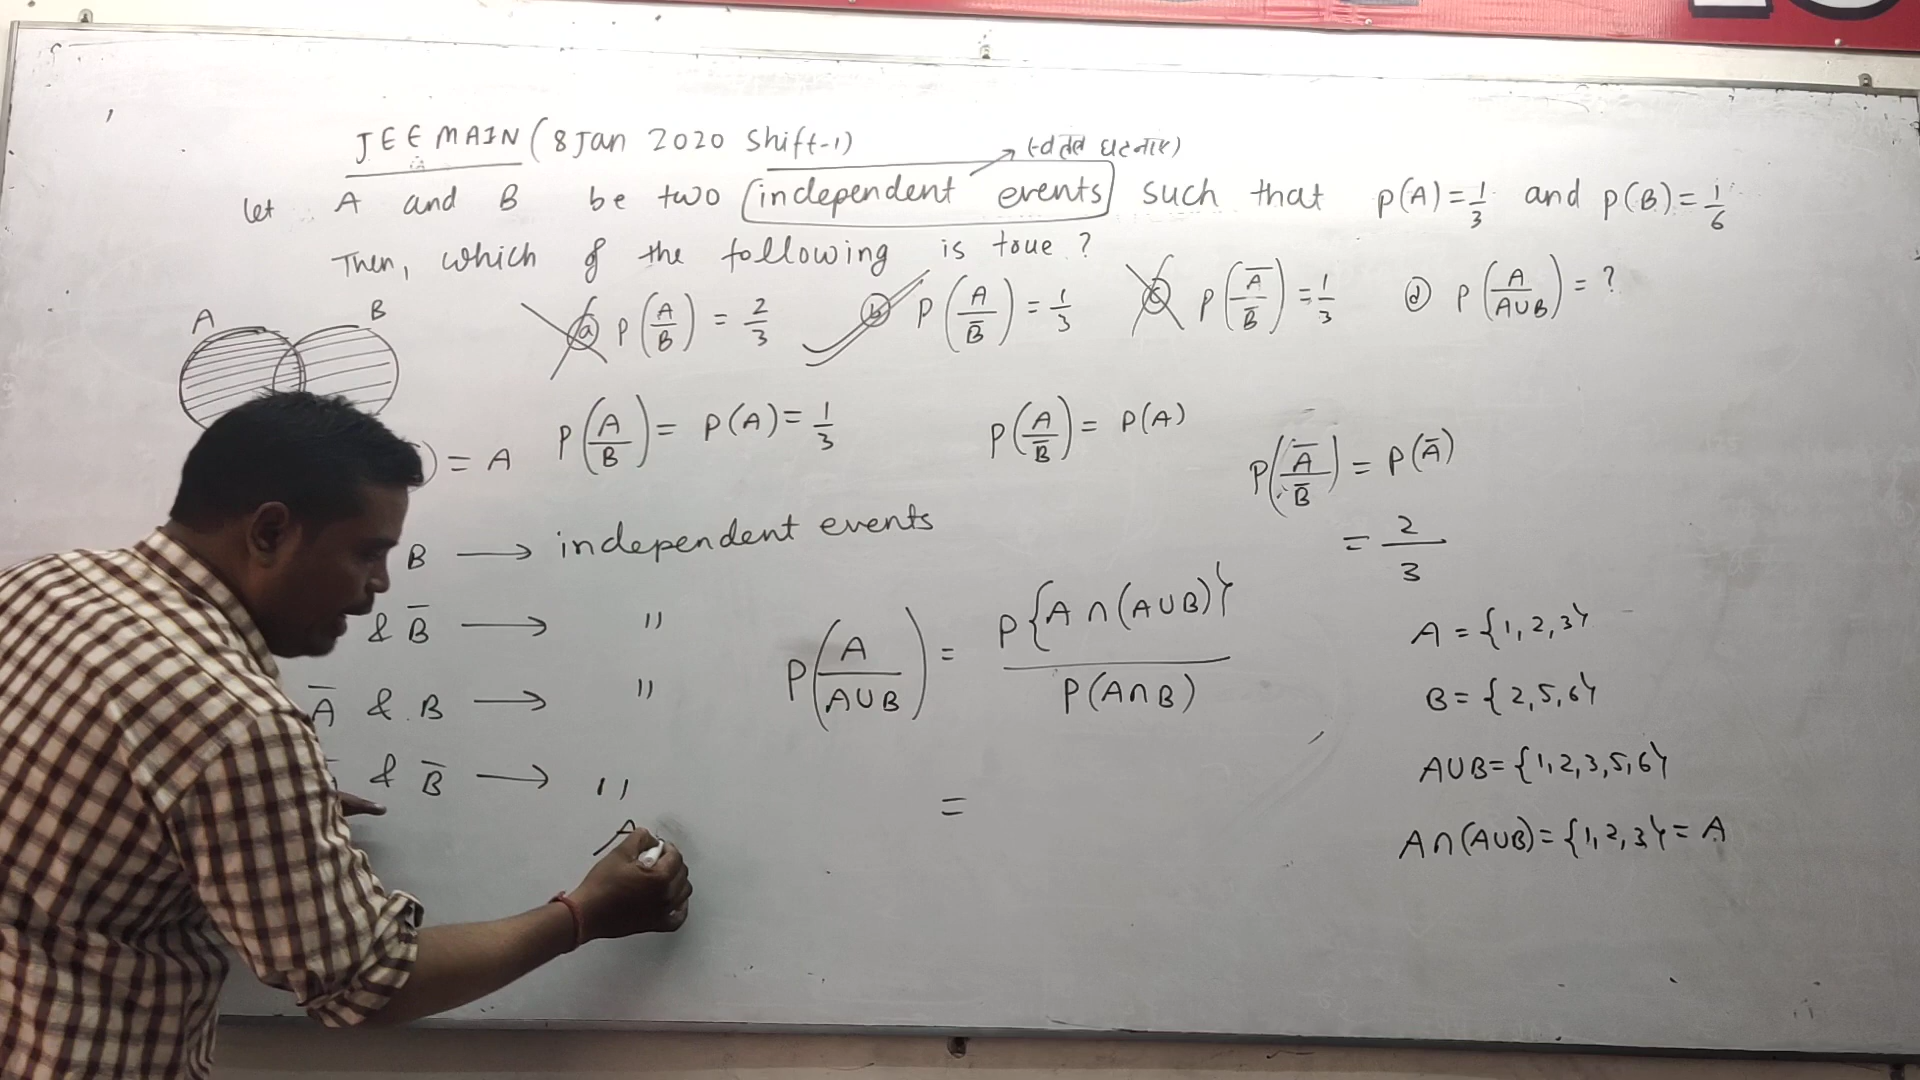 JEE MAIN (8 Jan 2020 Shift-1)
(स्वतंत्र घटनाएं)
let A and B be two independent events such that P(A)=1/3 and P(B)=1/6
Then, which of the following is true?
(a) P(A/B) = 2/3 (b) P(A/B̅) = 1/3 (c) P(A̅/B̅) = 1/3 (d) P(A/A∪B) = ?
A B
) = A
P(A/B) = P(A) = 1/3
P(A/B̅) = P(A)
P(A̅/B̅) = P(A̅)
= 2/3
B → independent events
& B̅ → "
A̅ & B → "
& B̅ → "
A
P(A/A∪B) = P{A∩(A∪B)}/P(A∩B)
=
A = {1,2,3}
B = {2,5,6}
A∪B = {1,2,3,5,6}
A∩(A∪B) = {1,2,3} = A